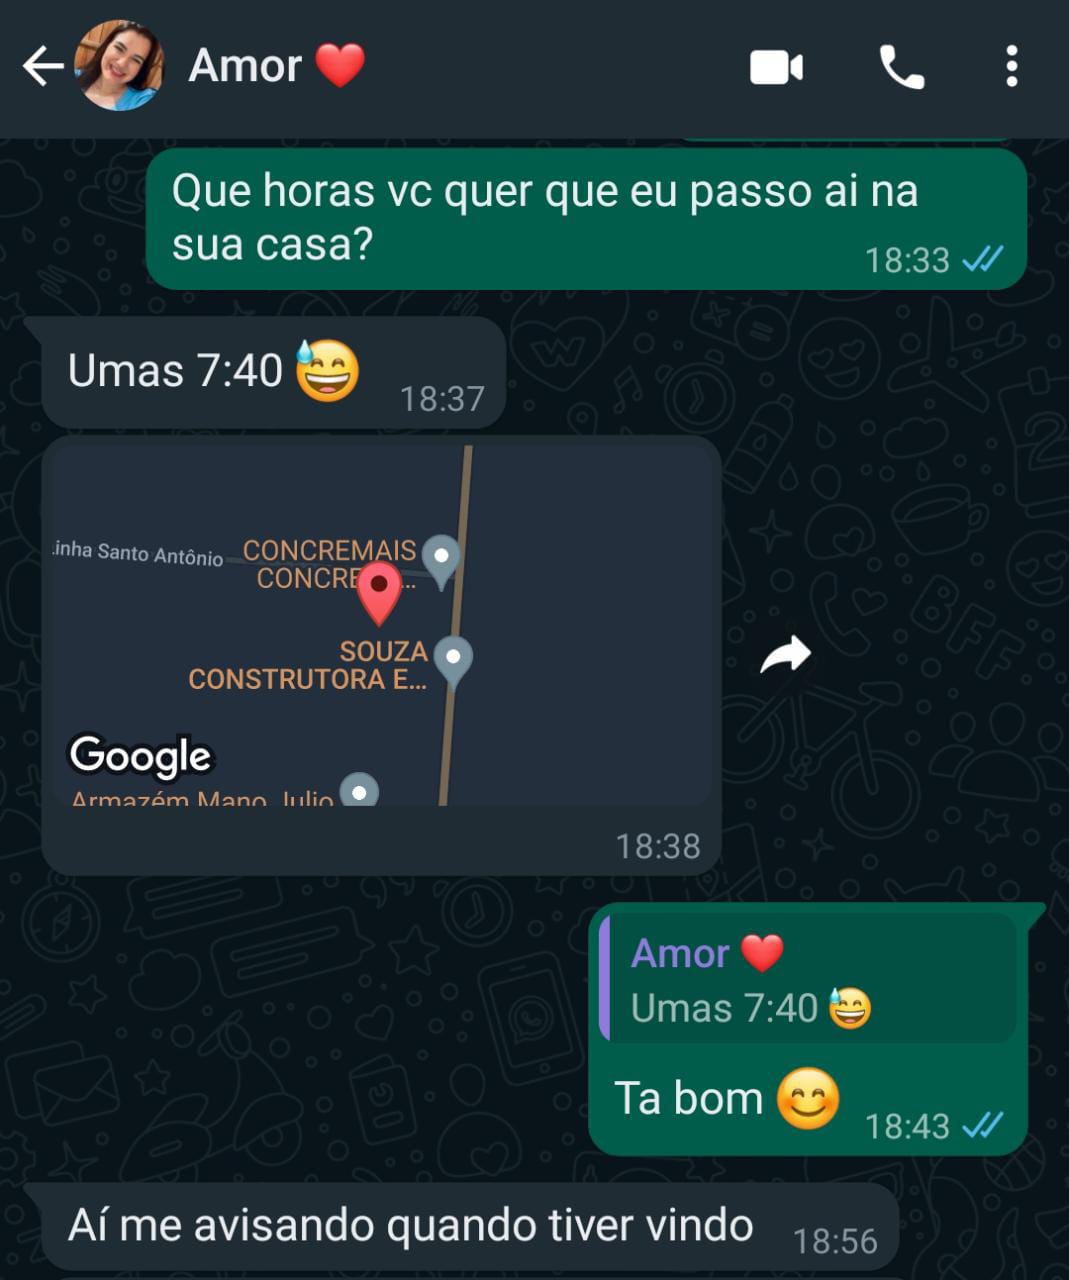 Amor ❤️
Que horas vc quer que eu passo ai na
sua casa?
18:33
Umas 7:40 😅
18:37
inha Santo Antônio
CONCREMAIS
CONCRE...
SOUZA
CONSTRUTORA E...
Google
Armazém Mano Julio
18:38
Amor ❤️
Umas 7:40 😅
Ta bom 😊
18:43
Aí me avisando quando tiver vindo
18:56